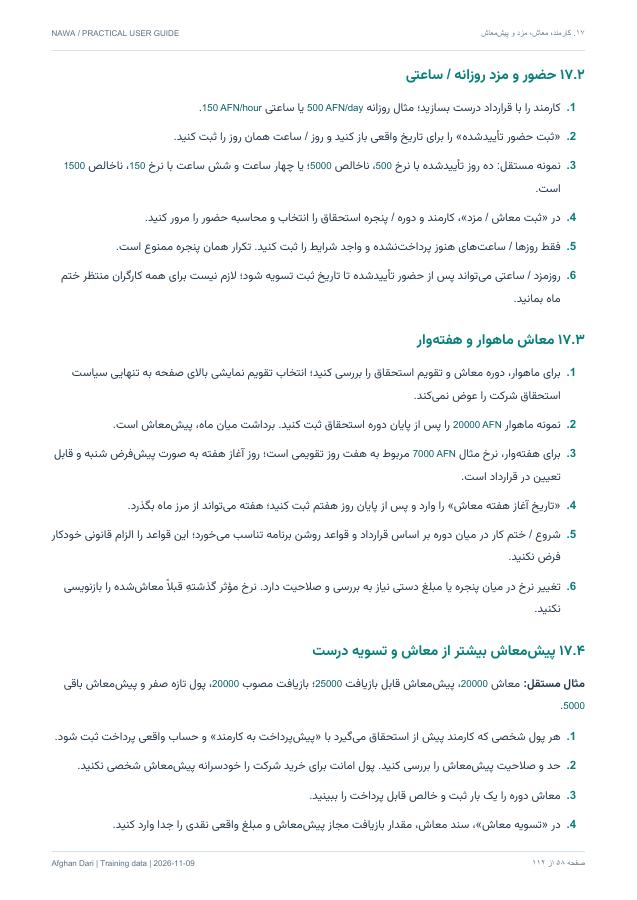 NAWA / PRACTICAL USER GUIDE
۱۷. کارمند، معاش، مزد و پیش‌معاش
۱۷.۲ حضور و مزد روزانه / ساعتی
1. کارمند را با قرارداد درست بسازید؛ مثال روزانه 500 AFN/day یا ساعتی 150 AFN/hour.
2. «ثبت حضور تأییدشده» را برای تاریخ واقعی باز کنید و روز / ساعت همان روز را ثبت کنید.
3. نمونه مستقل: ده روز تأییدشده با نرخ 500، ناخالص 5000؛ یا چهار ساعت و شش ساعت با نرخ 150، ناخالص 1500
است.
4. در «ثبت معاش / مزد»، کارمند و دوره / پنجره استحقاق را انتخاب و محاسبه حضور را مرور کنید.
5. فقط روزها / ساعت‌های هنوز پرداخت‌نشده و واجد شرایط را ثبت کنید. تکرار همان پنجره ممنوع است.
6. روزمزد / ساعتی می‌تواند پس از حضور تأییدشده تا تاریخ ثبت تسویه شود؛ لازم نیست برای همه کارگران منتظر ختم
ماه بمانید.
۱۷.۳ معاش ماهوار و هفته‌وار
1. برای ماهوار، دوره معاش و تقویم استحقاق را بررسی کنید؛ انتخاب تقویم نمایشی بالای صفحه به تنهایی سیاست
استحقاق شرکت را عوض نمی‌کند.
2. نمونه ماهوار 20000 AFN را پس از پایان دوره استحقاق ثبت کنید. برداشت میان ماه، پیش‌معاش است.
3. برای هفته‌وار، نرخ مثال 7000 AFN مربوط به هفت روز تقویمی است؛ روز آغاز هفته به صورت پیش‌فرض شنبه و قابل
تعیین در قرارداد است.
4. «تاریخ آغاز هفته معاش» را وارد و پس از پایان روز هفتم ثبت کنید؛ هفته می‌تواند از مرز ماه بگذرد.
5. شروع / ختم کار در میان دوره بر اساس قرارداد و قواعد روشن برنامه تناسب می‌خورد؛ این قواعد را الزام قانونی خودکار
فرض نکنید.
6. تغییر نرخ در میان پنجره یا مبلغ دستی نیاز به بررسی و صلاحیت دارد. نرخ مؤثر گذشتهِ قبلاً معاش‌شده را بازنویسی
نکنید.
۱۷.۴ پیش‌معاش بیشتر از معاش و تسویه درست
مثال مستقل: معاش 20000، پیش‌معاش قابل بازیافت 25000؛ بازیافت مصوب 20000، پول تازه صفر و پیش‌معاش باقی
5000.
1. هر پول شخصی که کارمند پیش از استحقاق می‌گیرد با «پیش‌پرداخت به کارمند» و حساب واقعی پرداخت ثبت شود.
2. حد و صلاحیت پیش‌معاش را بررسی کنید. پول امانت برای خرید شرکت را خودسرانه پیش‌معاش شخصی نکنید.
3. معاش دوره را یک بار ثبت و خالص قابل پرداخت را ببینید.
4. در «تسویه معاش»، سند معاش، مقدار بازیافت مجاز پیش‌معاش و مبلغ واقعی نقدی را جدا وارد کنید.
Afghan Dari | Training data | 2026-11-09
صفحه ۵۸ از ۱۱۲